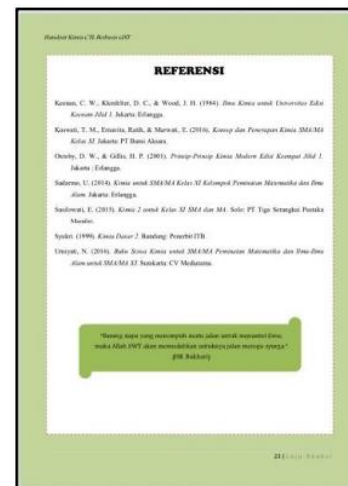 Handout Kimia CTL Berbasis
REFERENSI
Keenan, C. W., Kleinfelter, D. C., & Wood, J. H. (1984). Ilmu Kimia untuk Universitas Edisi
Keenam Jilid 1. Jakarta: Erlangga.
T. M., Ernavita, Ratih, & E. (2016). Konsep dan Penerapan Kimia SMA/MA
Kelas XI. Jakarta: PT Bumi Aksara.
Oxtoby, D. W., & Gillis, H. P. (2001). Prinsip-Prinsip Kimia Modern Edisi Keempat Jilid 1.
Jakarta : Erlangga.
Sudarmo, U. (2014). Kimia untuk SMA/MA Kelas XI Kelompok Peminatan Matematika dan Ilmu
Alam. Jakarta: Erlangga.
Susilowati, E. (2015). Kimia 2 untuk Kelas XI SMA dan MA. Solo: PT Tiga Serangkai Pustaka
Mandiri.
Syukri. (1999). Kimia Dasar 2. Bandung: Penerbit ITB.
Umiyati, N. (2016). Buku Siswa Kimia untuk SMA/MA Peminatan Matematika dan Ilmu-Ilmu
Alam untuk SMA/MA XI. Surakarta: CV Mediatama.
"Barang siapa yang menempuh suatu jalan untuk menuntut ilmu,
maka Allah SWT akan memudahkan untuknya jalan menuju syurga."
(HR. Bukhari)
21 | Laju Reaksi